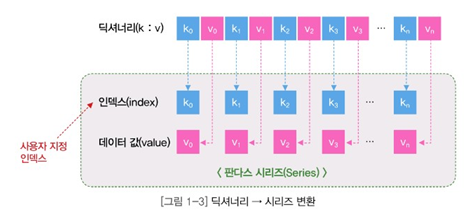 딕셔너리(k : v) k₀ v₀ k₁ v₁ k₂ v₂ k₃ v₃ ··· kₙ vₙ
인덱스(index) k₀ k₁ k₂ k₃ ··· kₙ
사용자 지정
인덱스
데이터 값(value) v₀ v₁ v₂ v₃ ··· vₙ
< 판다스 시리즈(Series) >
[그림 1-3] 딕셔너리 → 시리즈 변환